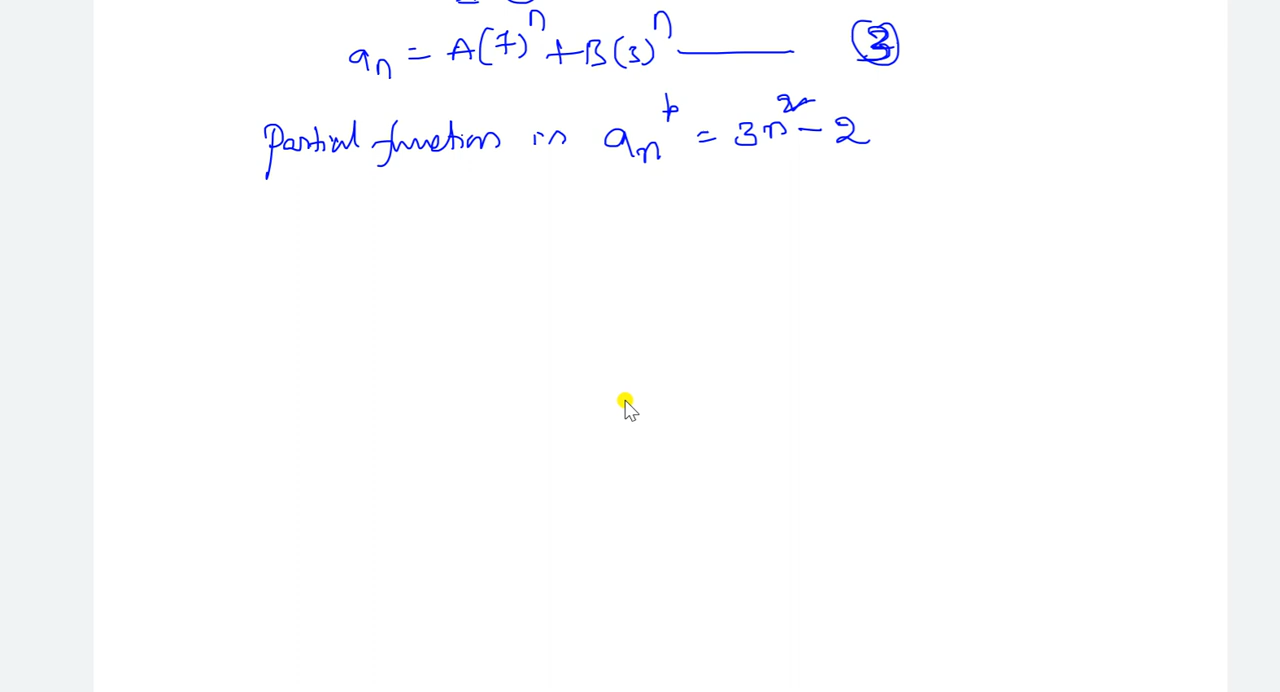 aₙ = A(7)ⁿ + B(3)ⁿ ——— (3)
Partial function is aₙᵖ = 3n² - 2